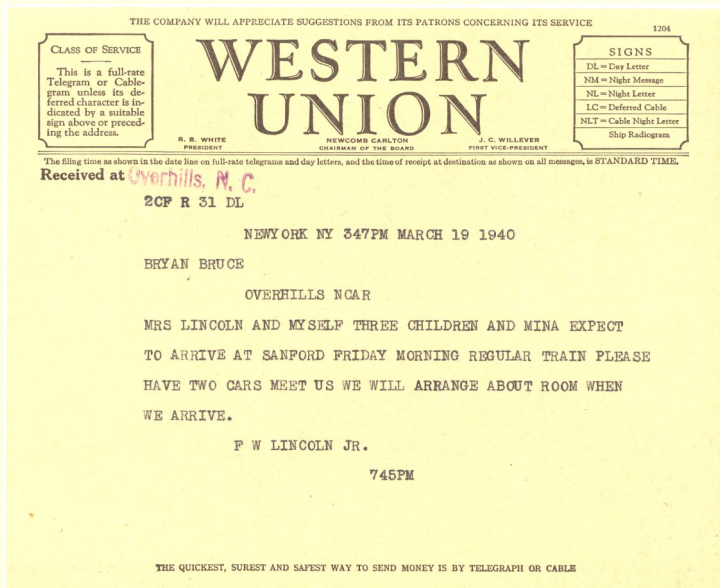 THE COMPANY WILL APPRECIATE SUGGESTIONS FROM ITS PATRONS CONCERNING ITS SERVICE
1204
CLASS OF SERVICE
This is a full-rate
Telegram or Cable-
gram unless its de-
ferred character is in-
dicated by a suitable
sign above or preced-
ing the address.
WESTERN
UNION
R. B. WHITE
PRESIDENT
NEWCOMB CARLTON
CHAIRMAN OF THE BOARD
J. C. WILLEVER
FIRST VICE-PRESIDENT
SIGNS
DL = Day Letter
NM = Night Message
NL = Night Letter
LC = Deferred Cable
NLT = Cable Night Letter
Ship Radiogram
The filing time as shown in the date line on full-rate telegrams and day letters, and the time of receipt at destination as shown on all messages, is STANDARD TIME.
Received at Overhills, N. C.
2CF R 31 DL
NEWYORK NY 347PM MARCH 19 1940
BRYAN BRUCE
OVERHILLS NCAR
MRS LINCOLN AND MYSELF THREE CHILDREN AND MINA EXPECT
TO ARRIVE AT SANFORD FRIDAY MORNING REGULAR TRAIN PLEASE
HAVE TWO CARS MEET US WE WILL ARRANGE ABOUT ROOM WHEN
WE ARRIVE.
F W LINCOLN JR.
745PM
THE QUICKEST, SUREST AND SAFEST WAY TO SEND MONEY IS BY TELEGRAPH OR CABLE